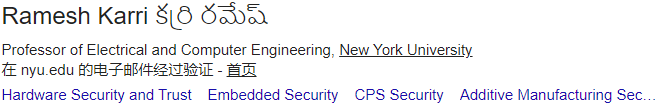 Ramesh Karri కర్రి రమేష్
Professor of Electrical and Computer Engineering, New York University
在 nyu.edu 的电子邮件经过验证 - 首页
Hardware Security and Trust Embedded Security CPS Security Additive Manufacturing Sec…